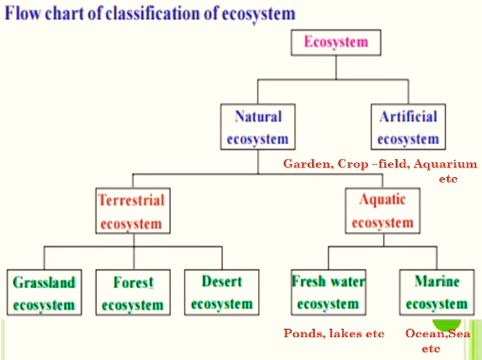 Flow chart of classification of ecosystem
Ecosystem
Natural
ecosystem
Artificial
ecosystem
Garden, Crop –field, Aquarium
etc
Terrestrial
ecosystem
Aquatic
ecosystem
Grassland
ecosystem
Forest
ecosystem
Desert
ecosystem
Fresh water
ecosystem
Marine
ecosystem
Ponds, lakes etc
Ocean,Sea
etc